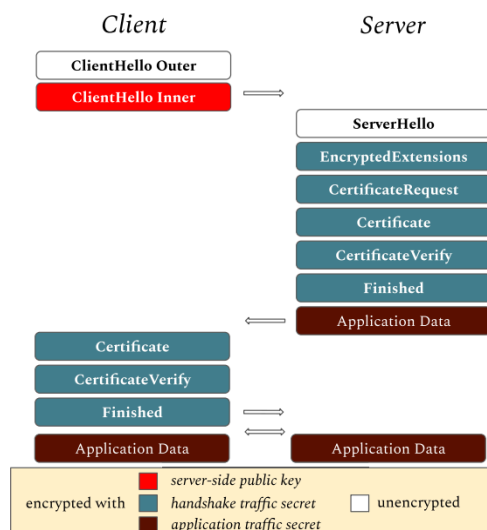 Client Server
ClientHello Outer
ClientHello Inner
ServerHello
EncryptedExtensions
CertificateRequest
Certificate
CertificateVerify
Finished
Application Data
Certificate
CertificateVerify
Finished
Application Data Application Data
server-side public key
encrypted with handshake traffic secret unencrypted
application traffic secret